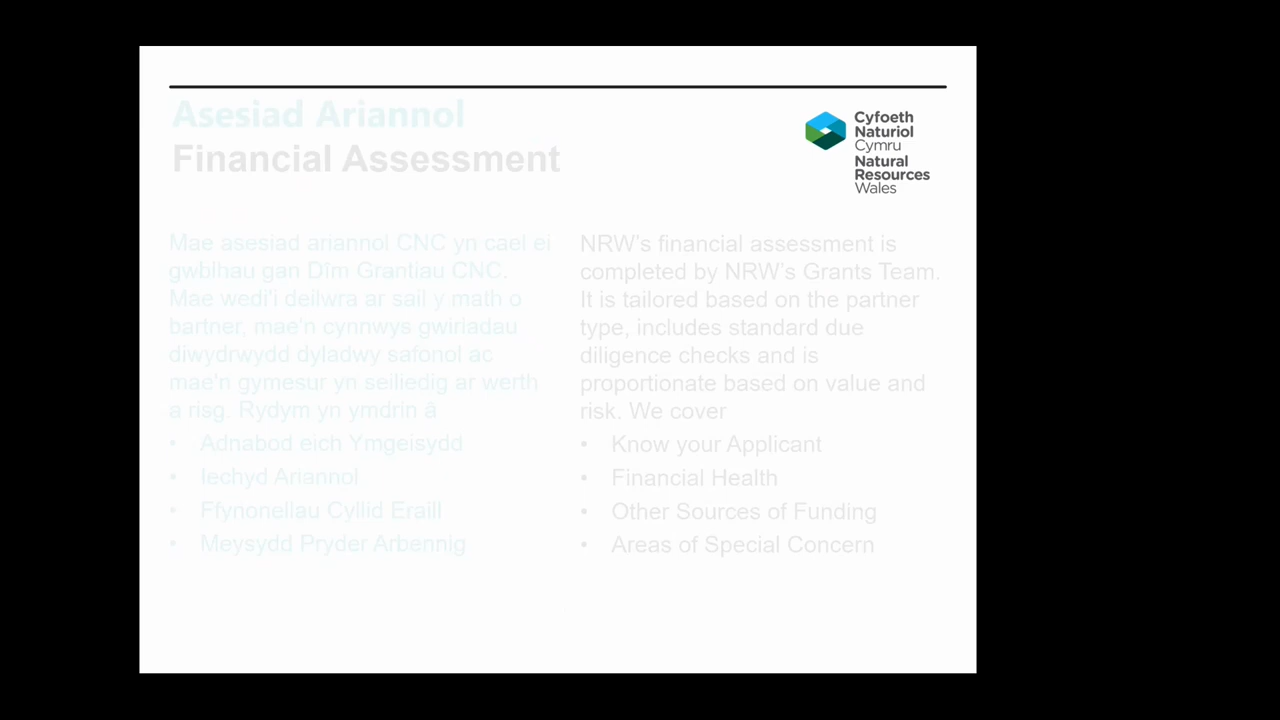 Asesiad Ariannol
Financial Assessment
Cyfoeth
Naturiol
Cymru
Natural
Resources
Wales
Mae asesiad ariannol CNC yn cael ei
gwblhau gan Dîm Grantiau CNC.
Mae wedi'i deilwra ar sail y math o
bartner, mae'n cynnwys gwiriadau
diwydrwydd dyladwy safonol ac
mae'n gymesur yn seiliedig ar werth
a risg. Rydym yn ymdrin â
• Adnabod eich Ymgeisydd
• Iechyd Ariannol
• Ffynonellau Cyllid Eraill
• Meysydd Pryder Arbennig
NRW's financial assessment is
completed by NRW's Grants Team.
It is tailored based on the partner
type, includes standard due
diligence checks and is
proportionate based on value and
risk. We cover
• Know your Applicant
• Financial Health
• Other Sources of Funding
• Areas of Special Concern